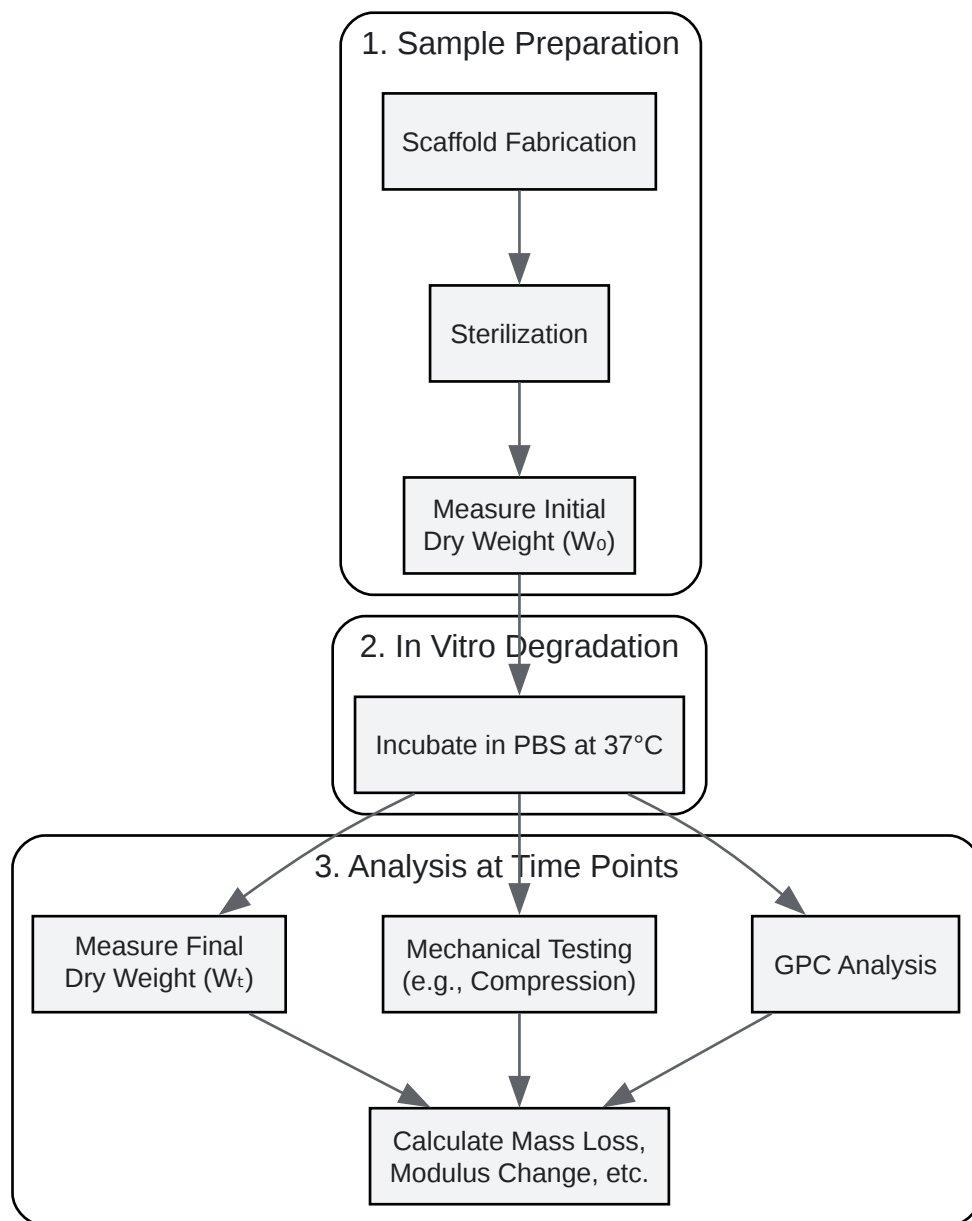 1. Sample Preparation
Scaffold Fabrication
Sterilization
Measure Initial
Dry Weight (W₀)
2. In Vitro Degradation
Incubate in PBS at 37°C
3. Analysis at Time Points
Measure Final
Dry Weight (Wₜ)
Mechanical Testing
(e.g., Compression)
GPC Analysis
Calculate Mass Loss,
Modulus Change, etc.